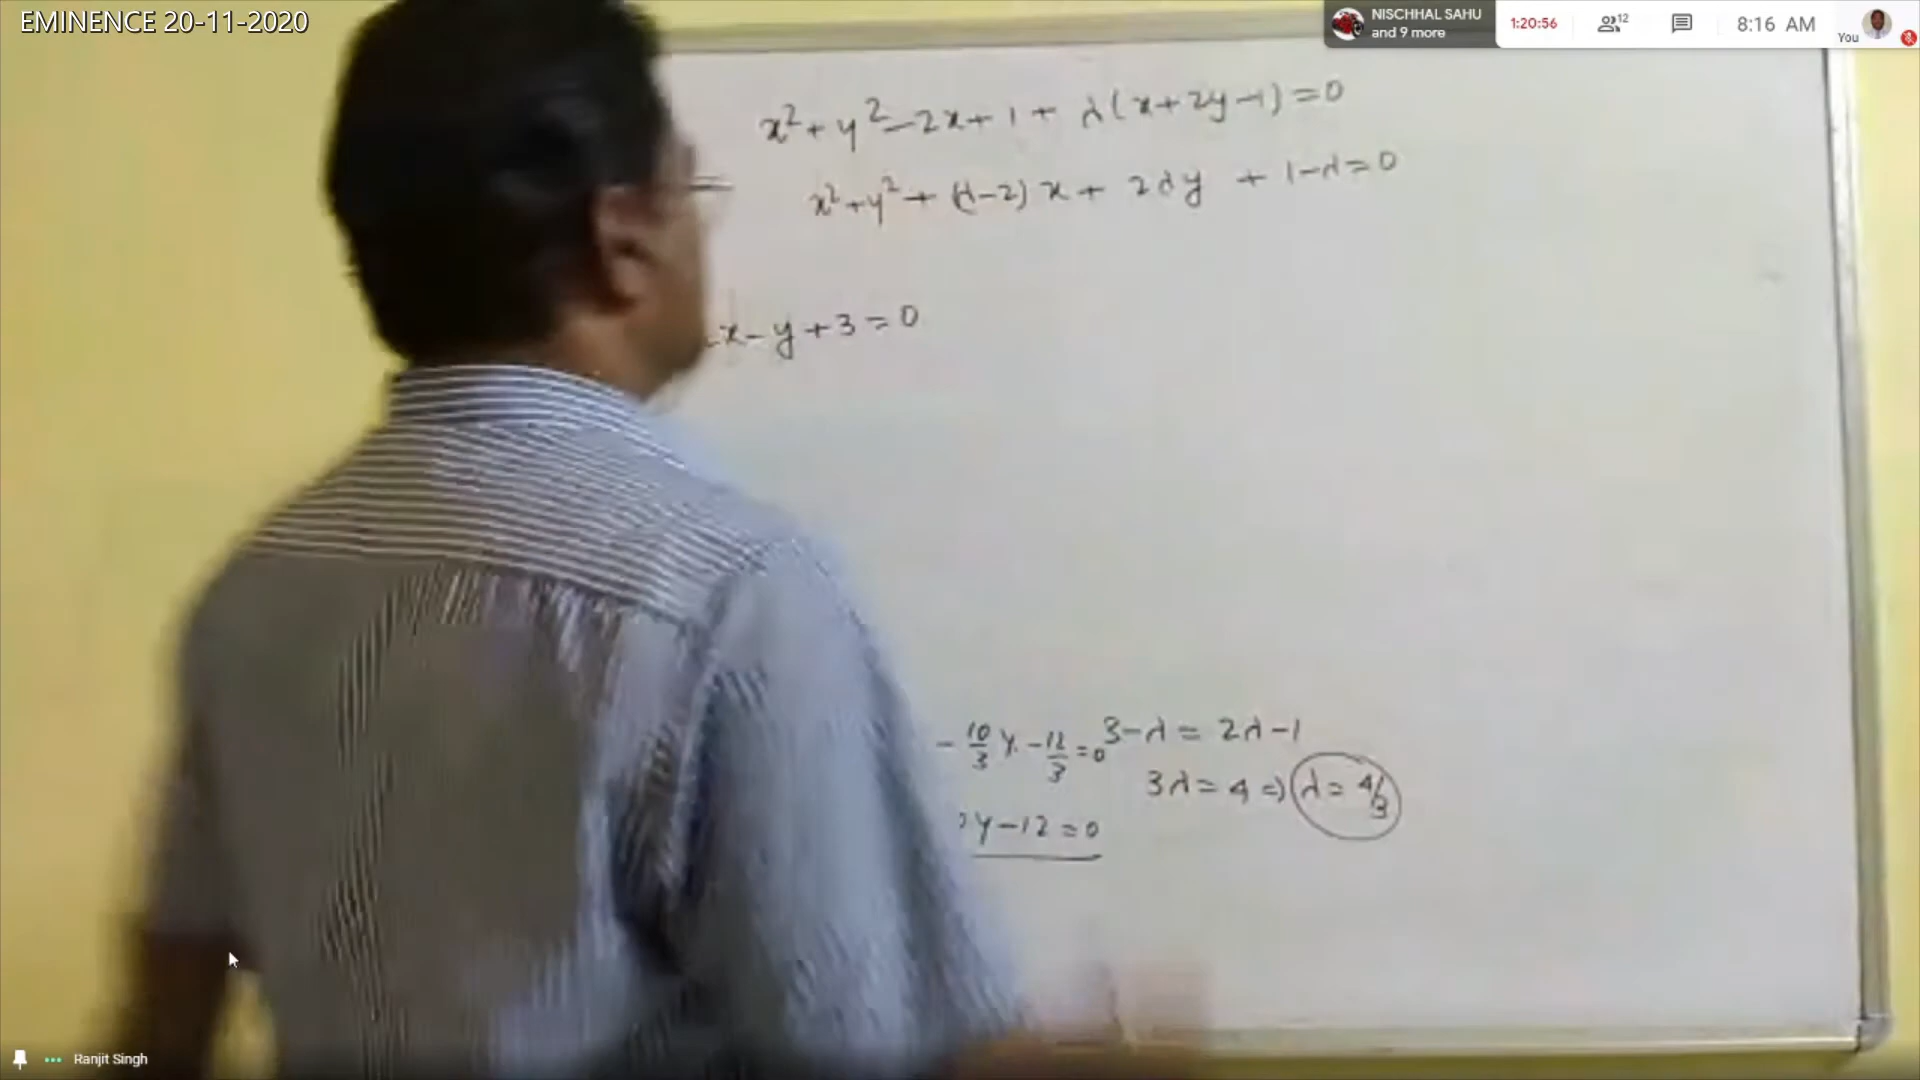 EMINENCE 20-11-2020
NISCHHAL SAHU
and 9 more
1:20:56
12
8:16 AM
You
x²+y²-2x+1+ λ(x+2y-1)=0
= x²+y²+(λ-2)x+ 2λy +1-λ=0
x-y+3=0
-10/3 y -12/3 =0
3-λ= 2λ-1
3λ=4 ⇒ λ=4/3
y-12=0
Ranjit Singh